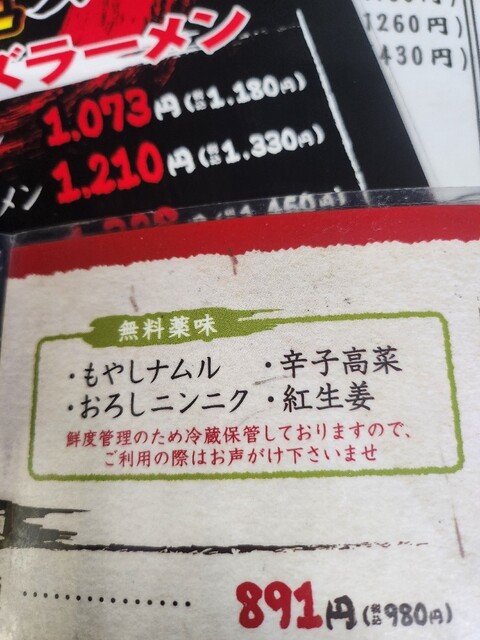 ズラーメン
1260円)
430円)
1,073円(税込1,180円)
メン 1,210円(税込1,330円)
無料薬味
・もやしナムル ・辛子高菜
・おろしニンニク ・紅生姜
鮮度管理のため冷蔵保管しておりますので、
ご利用の際はお声がけ下さいませ
891円(税込980円)